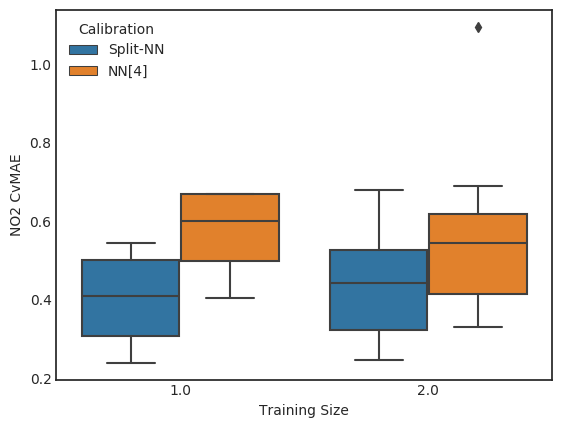 Calibration
Split-NN
NN[4]
NO2 CvMAE
1.0
0.8
0.6
0.4
0.2
1.0
2.0
Training Size